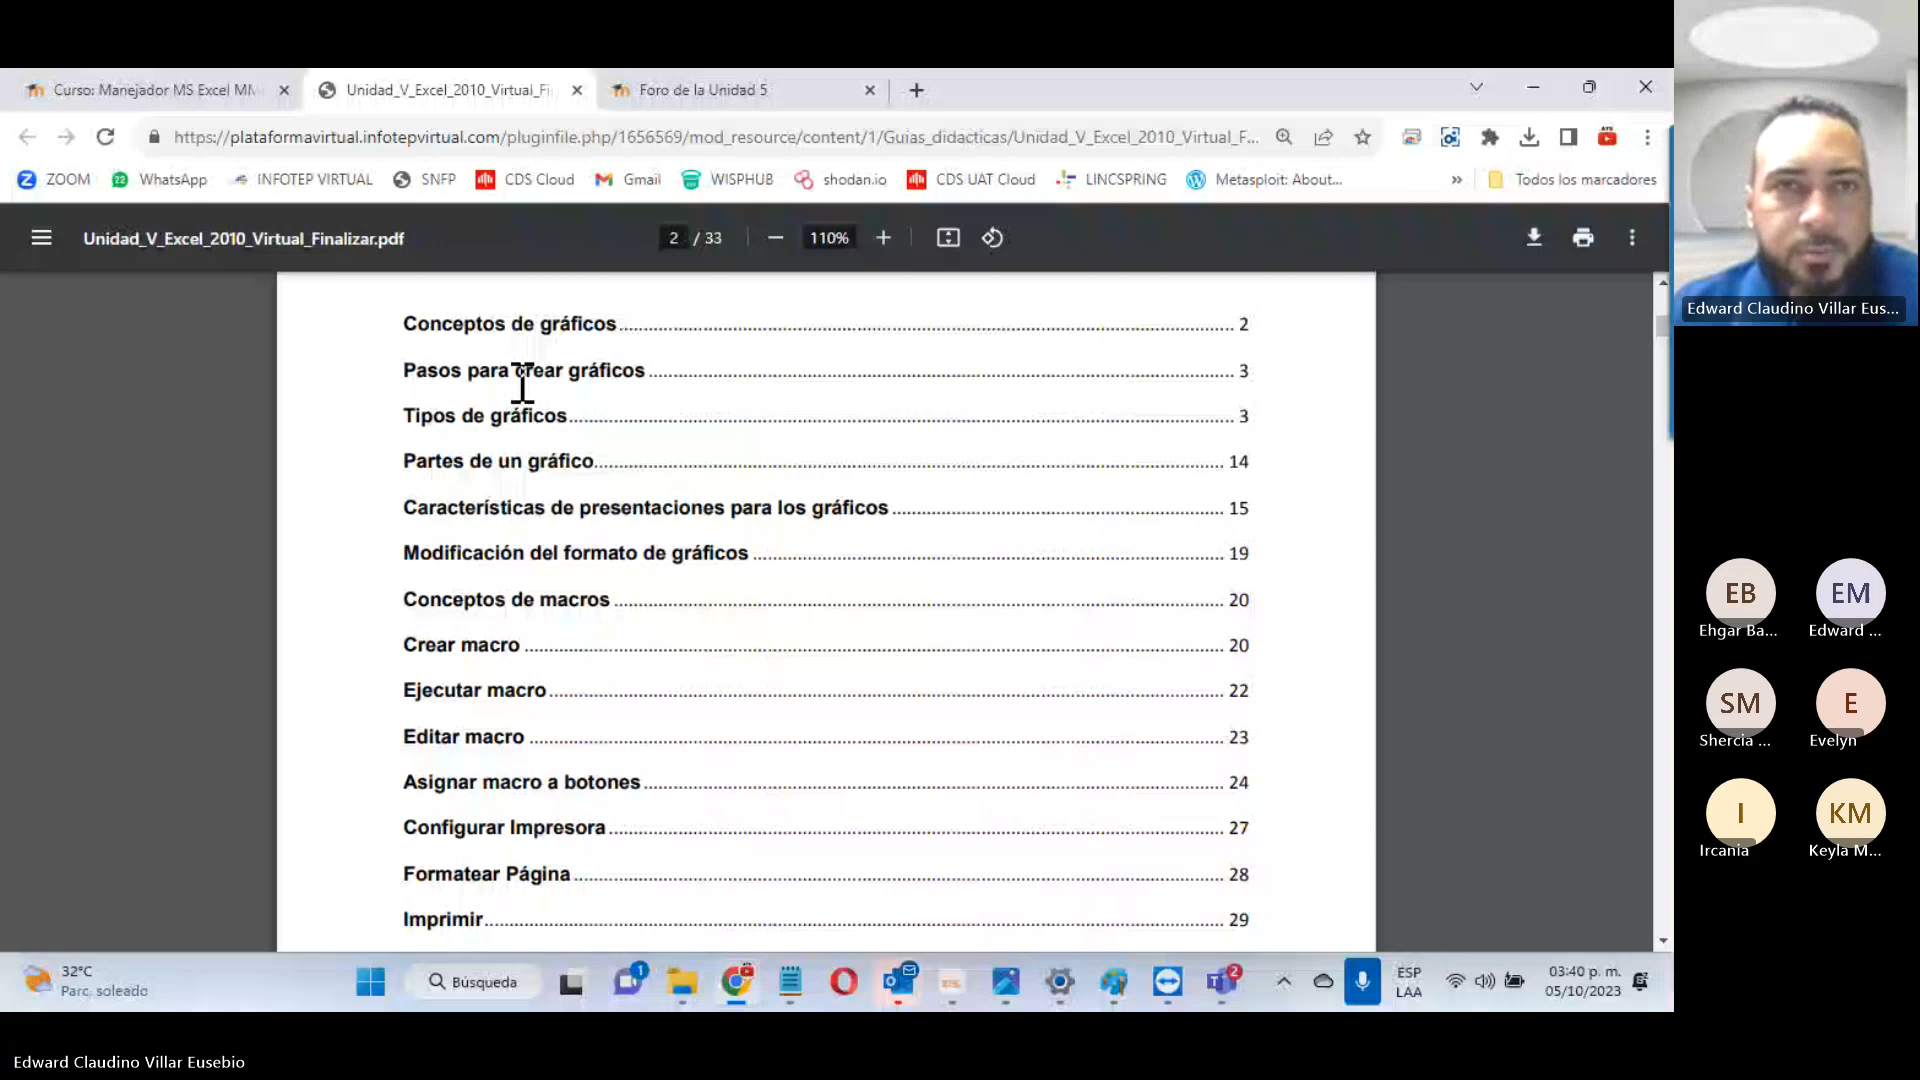 Curso: Manejador MS Excel MN
Unidad_V_Excel_2010_Virtual_Fi
Foro de la Unidad 5
https://plataformavirtual.infotepvirtual.com/pluginfile.php/1656569/mod_resource/content/1/Guias_didacticas/Unidad_V_Excel_2010_Virtual_F...
ZOOM
22
WhatsApp
INFOTEP VIRTUAL
SNFP
CDS Cloud
Gmail
WISPHUB
shodan.io
CDS UAT Cloud
LINCSPRING
Metasploit: About...
»
Todos los marcadores
Unidad_V_Excel_2010_Virtual_Finalizar.pdf
2 / 33
110%
Edward Claudino Villar Eus...
Conceptos de gráficos 2
Pasos para crear gráficos 3
Tipos de gráficos 3
Partes de un gráfico 14
Características de presentaciones para los gráficos 15
Modificación del formato de gráficos 19
Conceptos de macros 20
Crear macro 20
Ejecutar macro 22
Editar macro 23
Asignar macro a botones 24
Configurar Impresora 27
Formatear Página 28
Imprimir 29
EB
Ehgar Ba...
EM
Edward ...
SM
Shercia ...
E
Evelyn
I
Ircania
KM
Keyla M...
32°C
Parc. soleado
Búsqueda
1
2
ESP
LAA
03:40 p. m.
05/10/2023
Edward Claudino Villar Eusebio